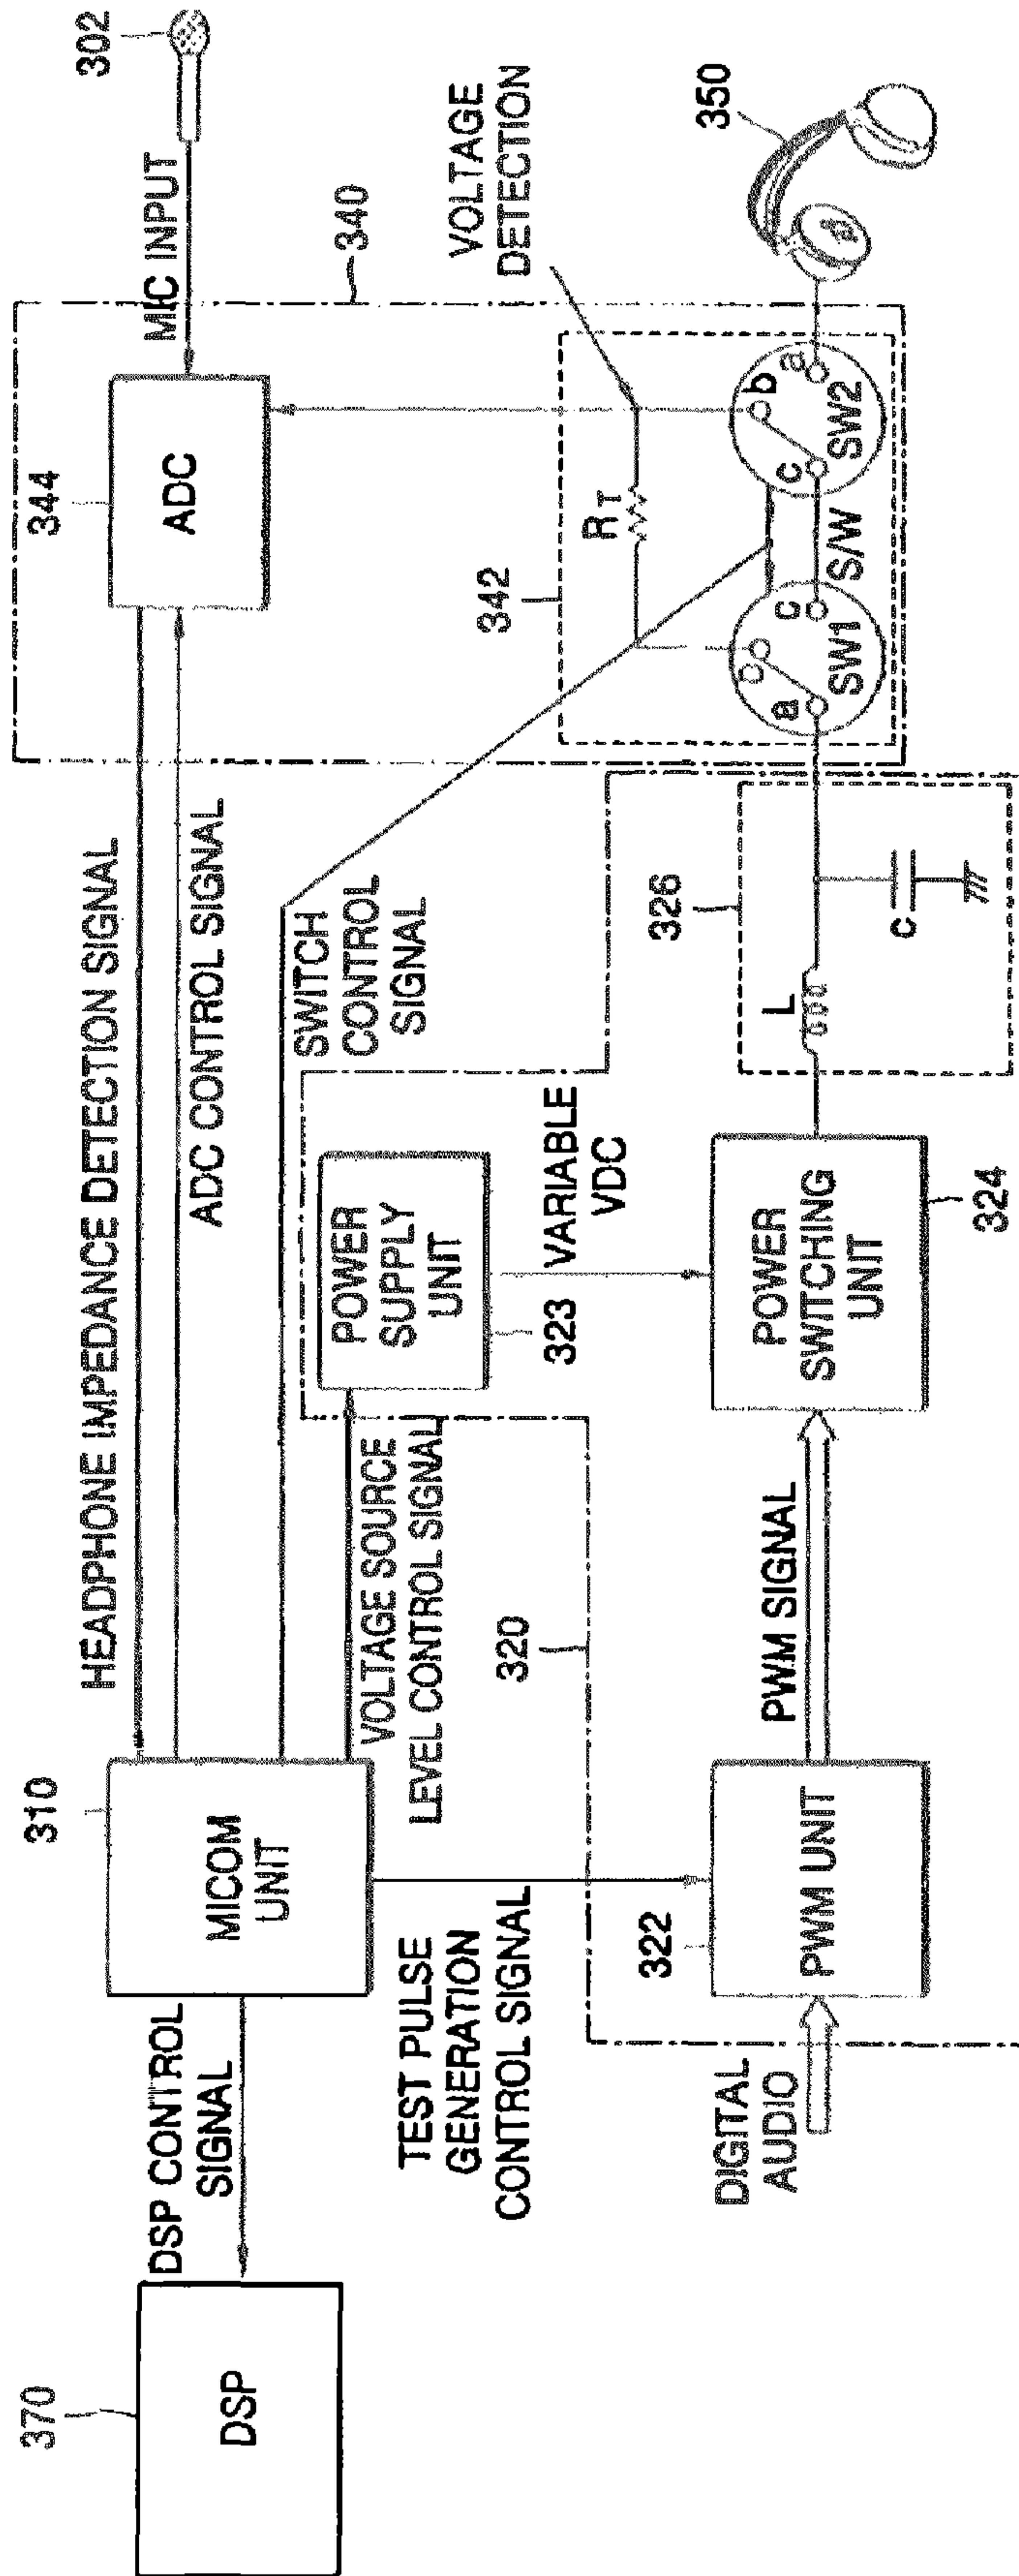 370
DSP
DSP CONTROL
SIGNAL
310
MICOM
UNIT
HEADPHONE IMPEDANCE DETECTION SIGNAL
ADC CONTROL SIGNAL
SWITCH
CONTROL
SIGNAL
VOLTAGE SOURCE
LEVEL CONTROL SIGNAL
TEST PULSE
GENERATION
CONTROL SIGNAL
320
POWER
SUPPLY
UNIT
323
VARIABLE
VDC
DIGITAL
AUDIO
322
PWM UNIT
PWM SIGNAL
POWER
SWITCHING
UNIT
324
326
L
C
344
ADC
MIC INPUT
302
340
342
RT
VOLTAGE
DETECTION
a
b
C
SW1
S/W
c
b
a
SW2
350